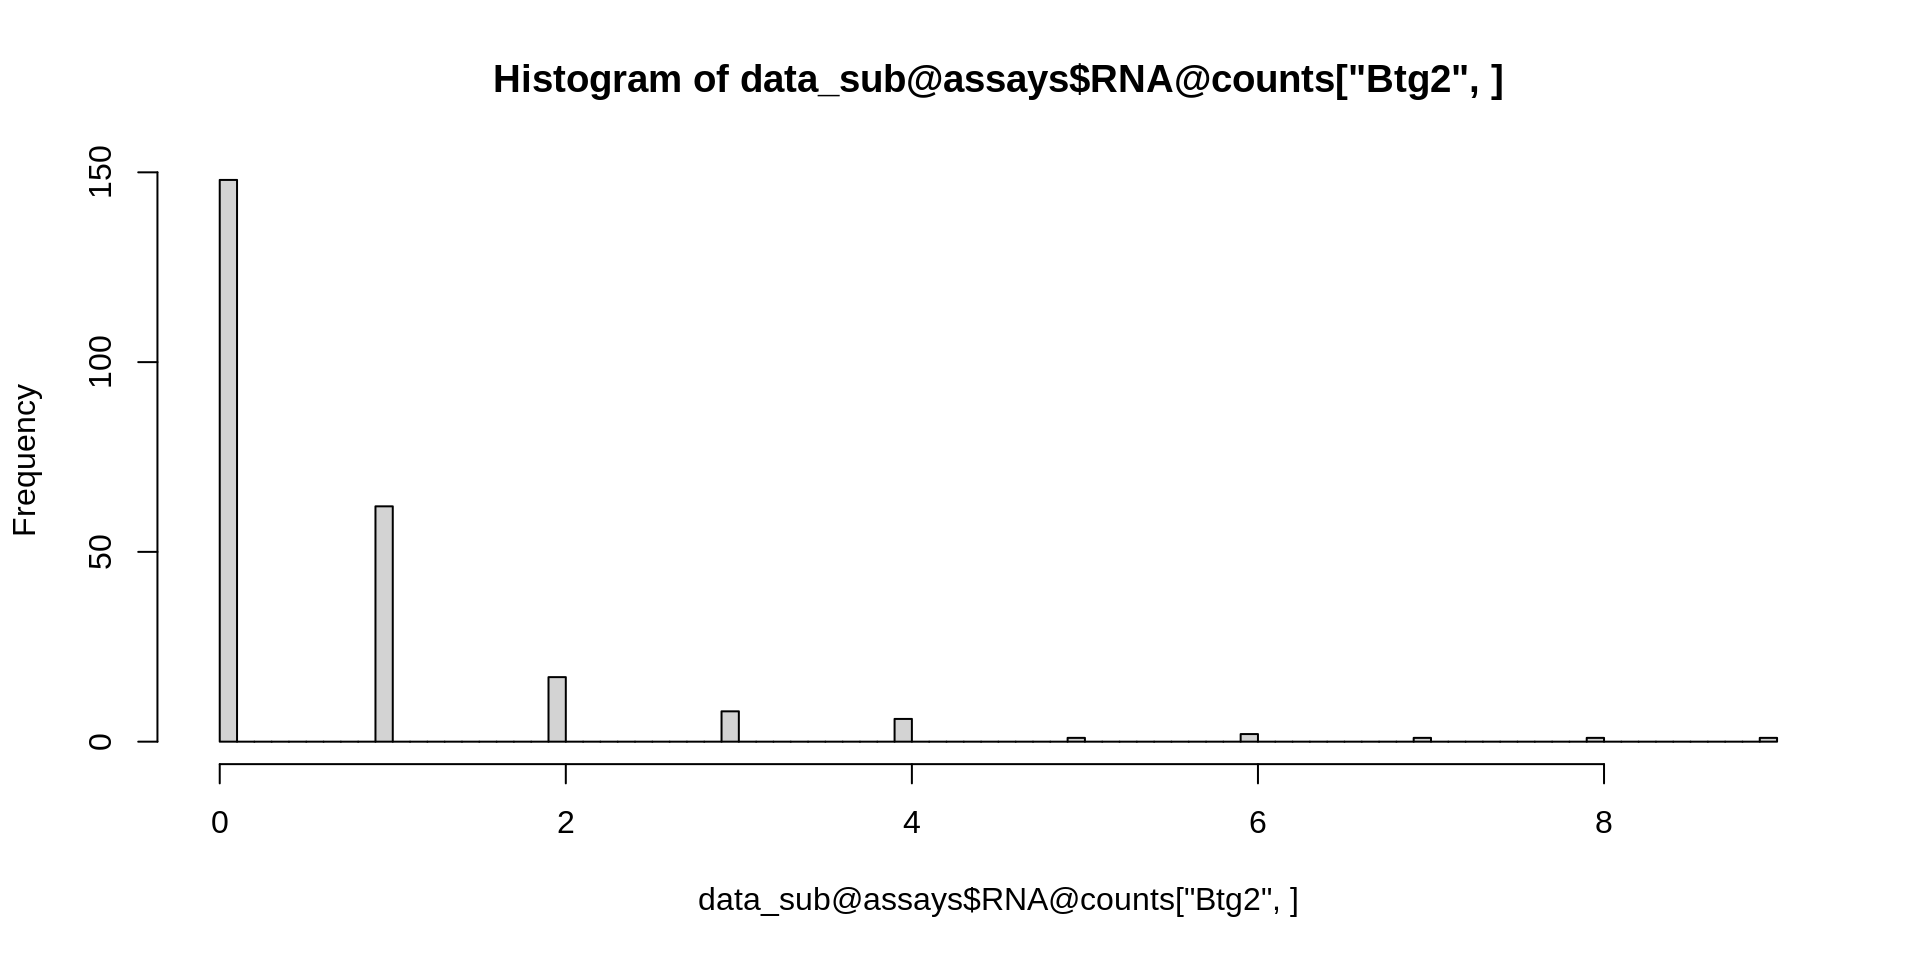 Histogram of data_sub@assays$RNA@counts["Btg2", ]
Frequency
150
100
50
0
0 2 4 6 8
data_sub@assays$RNA@counts["Btg2", ]